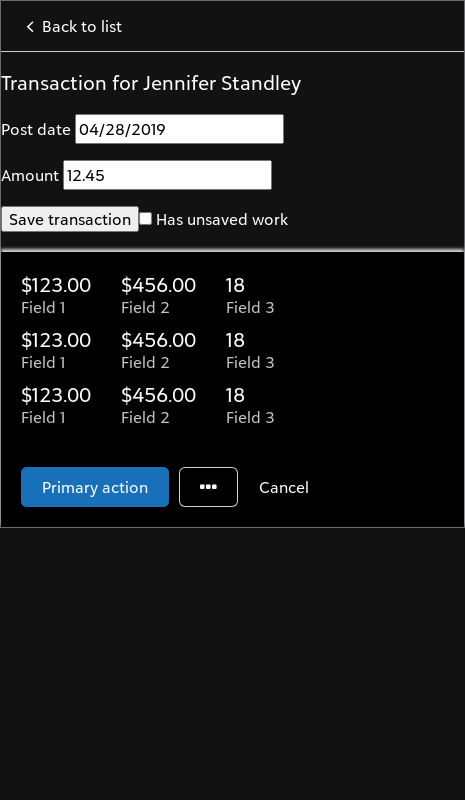 Back to list
Transaction for Jennifer Standley
Post date 04/28/2019
Amount 12.45
Save transaction Has unsaved work
$123.00 $456.00 18
Field 1 Field 2 Field 3
$123.00 $456.00 18
Field 1 Field 2 Field 3
$123.00 $456.00 18
Field 1 Field 2 Field 3
Primary action ... Cancel